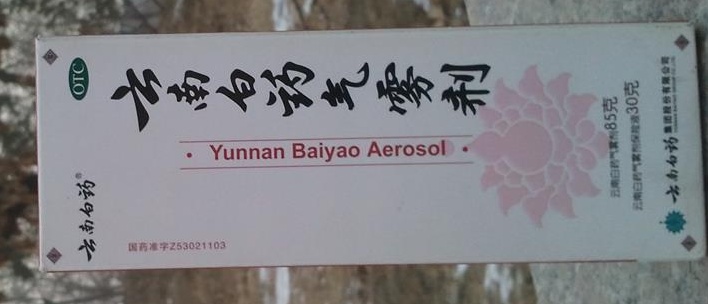 OTC
云南白药气雾剂
· Yunnan Baiyao Aerosol ·
云南白药®
国药准字Z53021103
云南白药气雾剂85克
云南白药气雾剂保险液30克
云南白药 集团股份有限公司